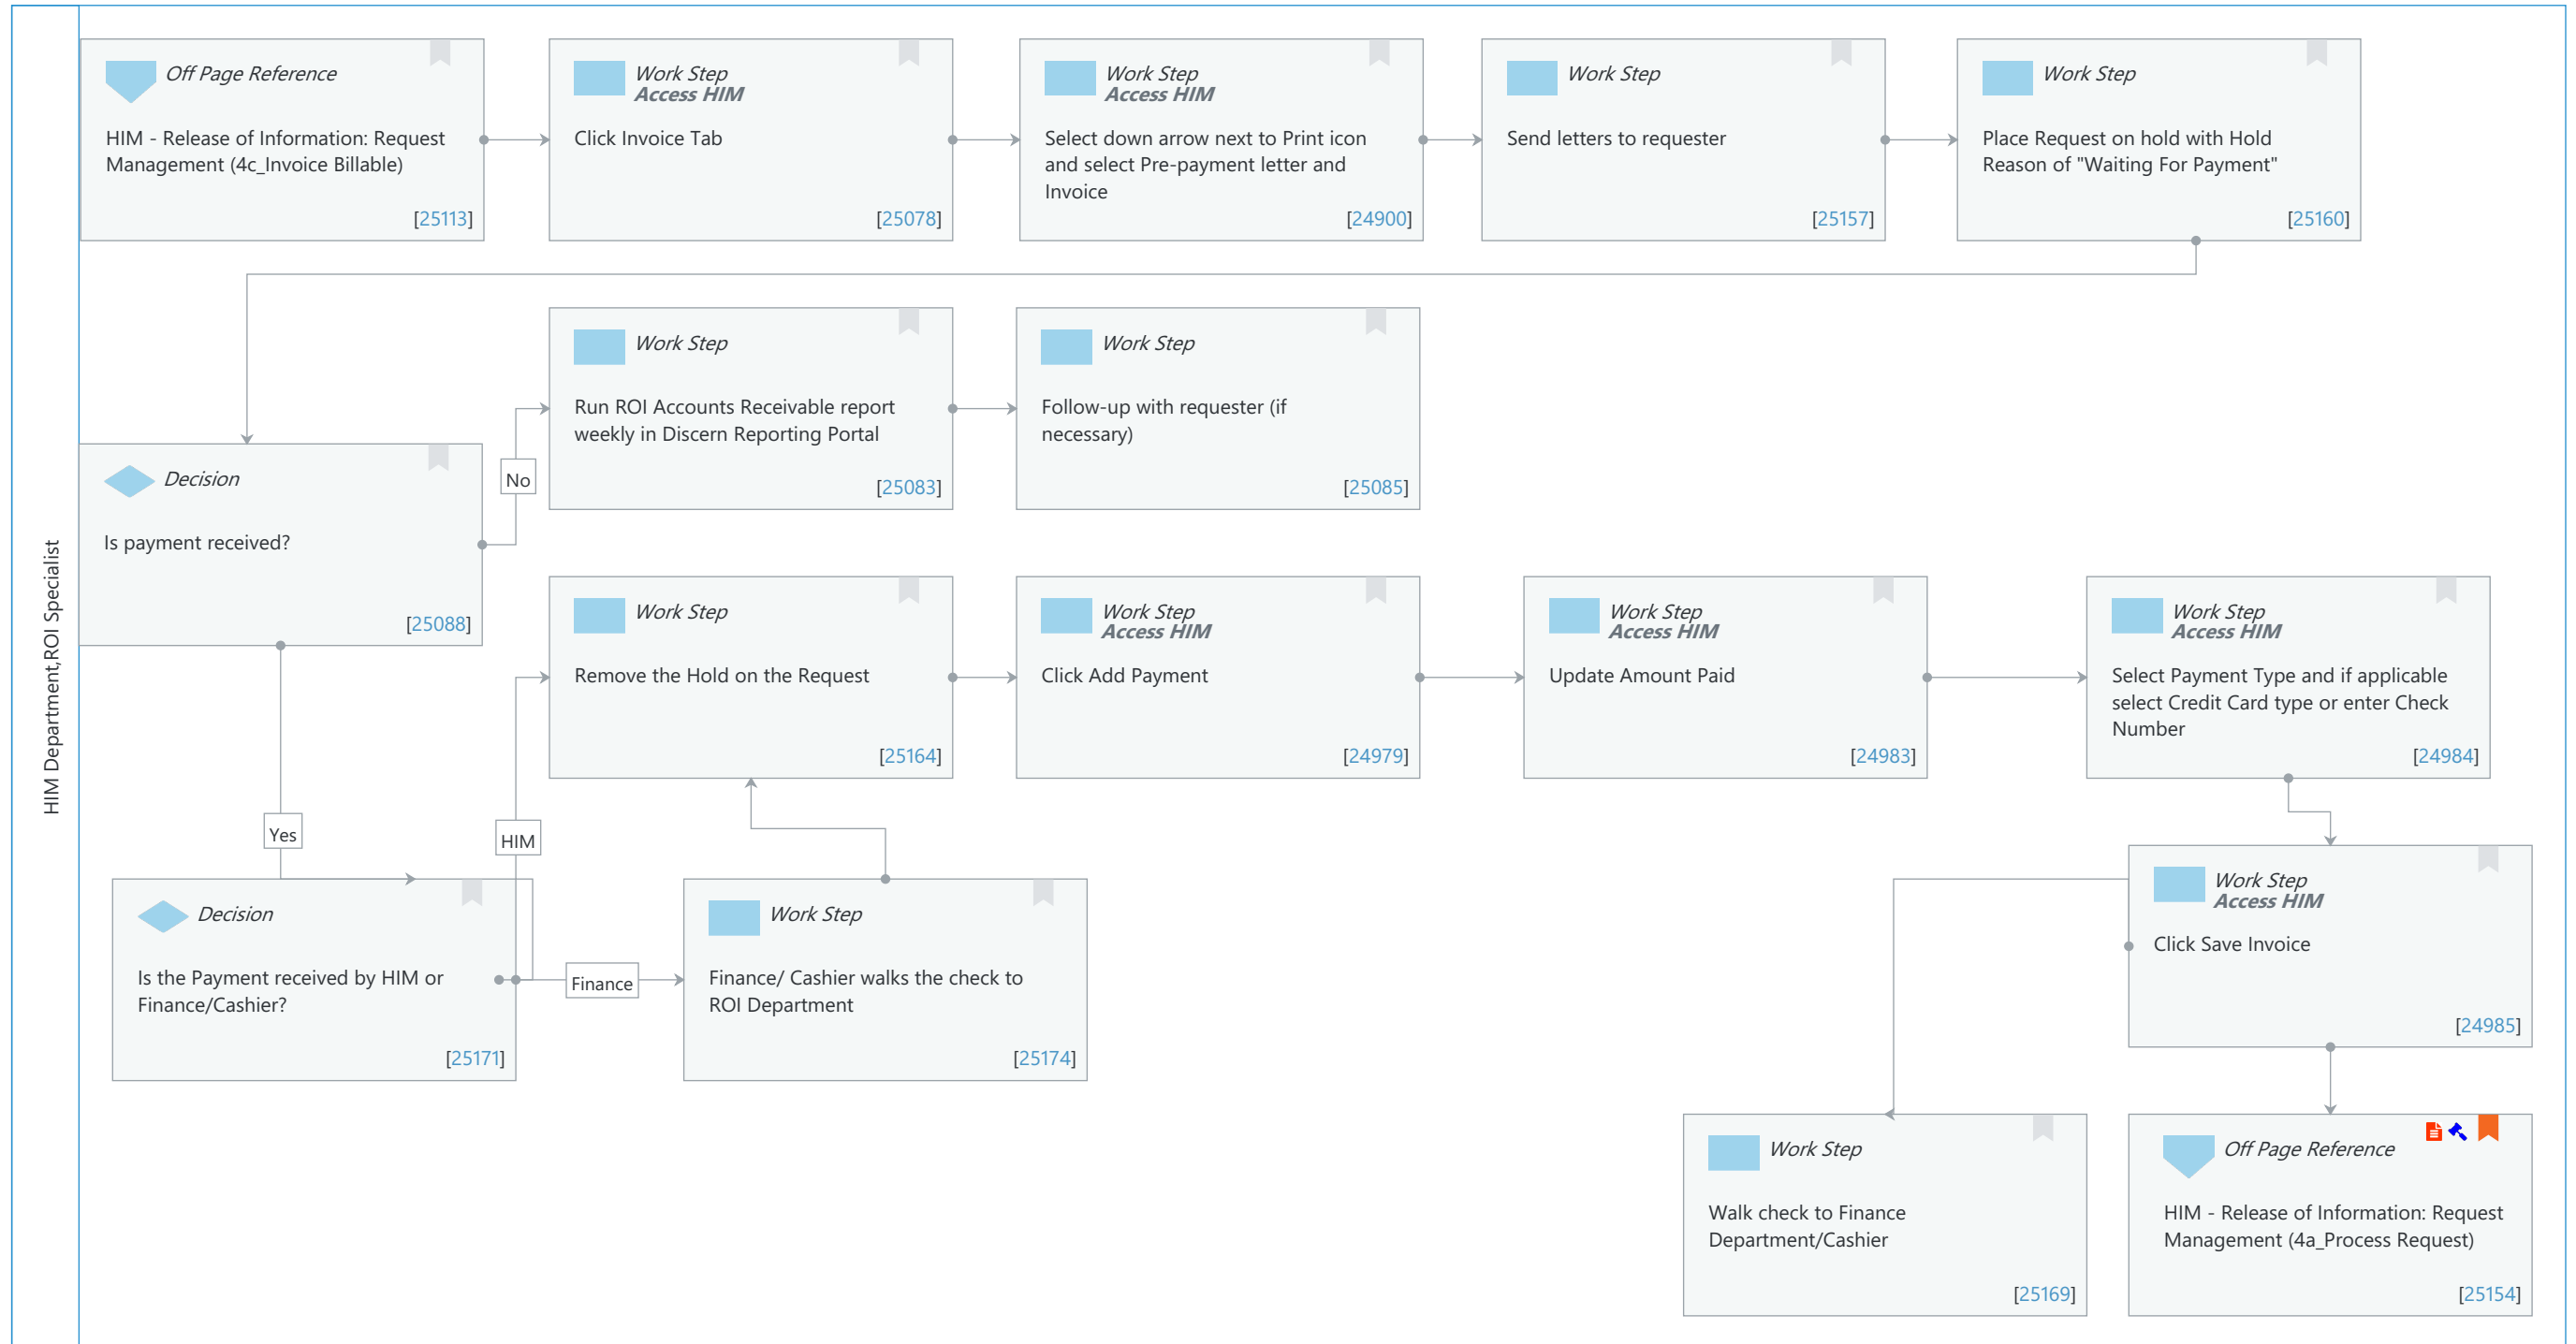 HIM Department,ROI Specialist
Off Page Reference
HIM - Release of Information: Request
Management (4c_Invoice Billable)
[25113]
Work Step
Access HIM
Click Invoice Tab
[25078]
Work Step
Access HIM
Select down arrow next to Print icon
and select Pre-payment letter and
Invoice
[24900]
Work Step
Send letters to requester
[25157]
Work Step
Place Request on hold with Hold
Reason of "Waiting For Payment"
[25160]
Decision
Is payment received?
[25088]
No
Work Step
Run ROI Accounts Receivable report
weekly in Discern Reporting Portal
[25083]
Work Step
Follow-up with requester (if
necessary)
[25085]
Yes
Decision
Is the Payment received by HIM or
Finance/Cashier?
[25171]
HIM
Finance
Work Step
Finance/ Cashier walks the check to
ROI Department
[25174]
Work Step
Remove the Hold on the Request
[25164]
Work Step
Access HIM
Click Add Payment
[24979]
Work Step
Access HIM
Update Amount Paid
[24983]
Work Step
Access HIM
Select Payment Type and if applicable
select Credit Card type or enter Check
Number
[24984]
Work Step
Access HIM
Click Save Invoice
[24985]
Work Step
Walk check to Finance
Department/Cashier
[25169]
Off Page Reference
HIM - Release of Information: Request
Management (4a_Process Request)
[25154]